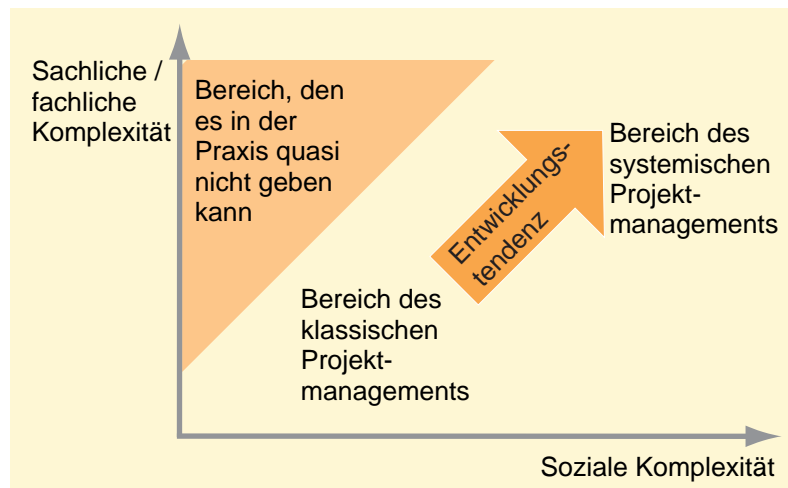 Sachliche /
fachliche
Komplexität
Bereich, den
es in der
Praxis quasi
nicht geben
kann
Entwicklungs-
tendenz
Bereich des
systemischen
Projekt-
managements
Bereich des
klassischen
Projekt-
managements
Soziale Komplexität